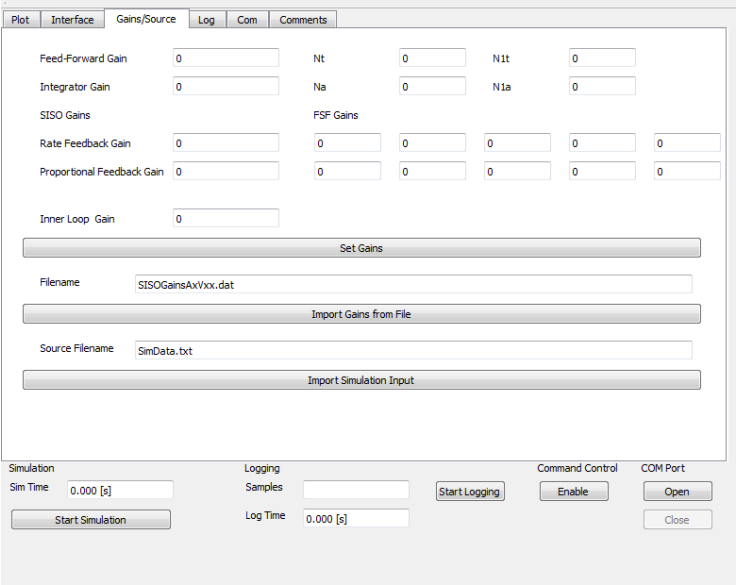 Plot Interface Gains/Source Log Com Comments
Feed-Forward Gain 0 Nt 0 N1t 0
Integrator Gain 0 Na 0 N1a 0
SISO Gains FSF Gains
Rate Feedback Gain 0 0 0 0 0 0
Proportional Feedback Gain 0 0 0 0 0 0
Inner Loop Gain 0
Set Gains
Filename SISOGainsAxVxx.dat
Import Gains from File
Source Filename SimData.txt
Import Simulation Input
Simulation Logging Command Control COM Port
Sim Time 0.000 [s] Samples Start Logging Enable Open
Start Simulation Log Time 0.000 [s] Close